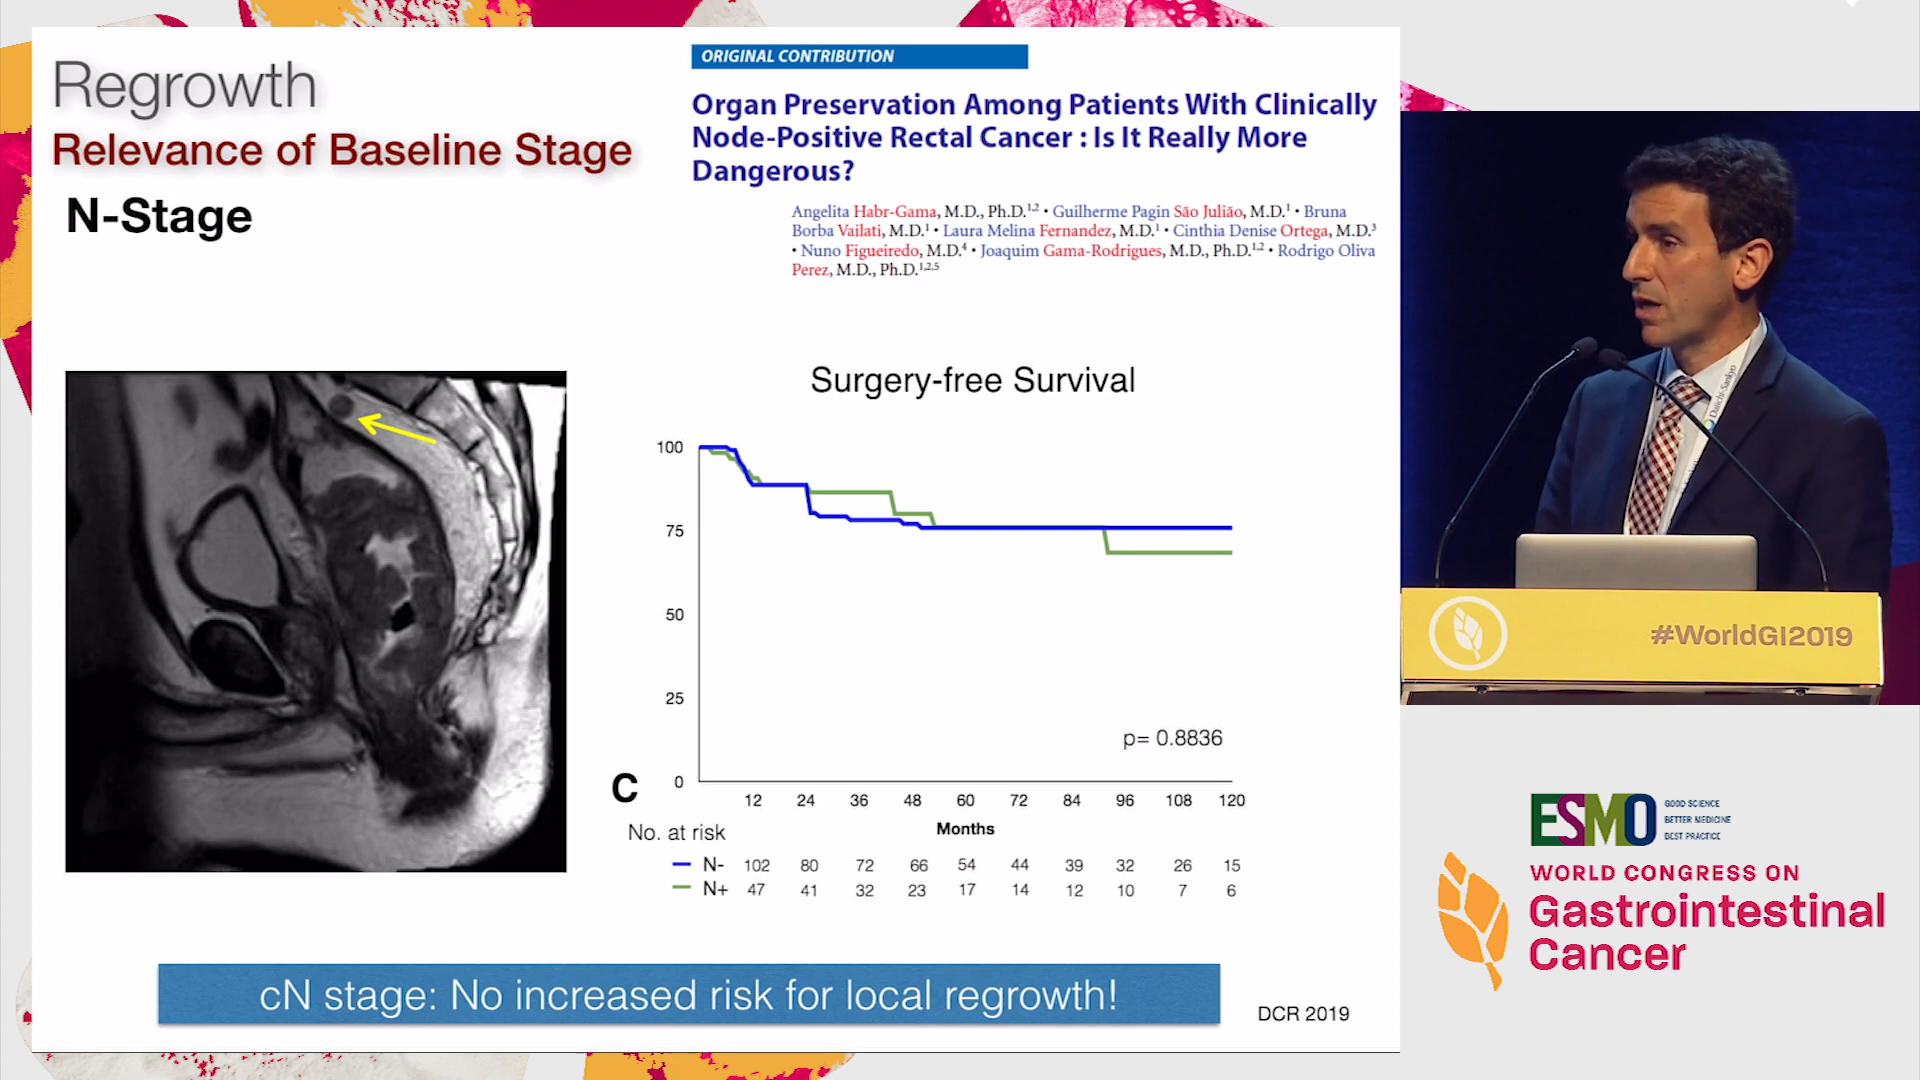 Regrowth
Relevance of Baseline Stage
N-Stage
ORIGINAL CONTRIBUTION
Organ Preservation Among Patients With Clinically
Node-Positive Rectal Cancer : Is It Really More
Dangerous?
Angelita Habr-Gama, M.D., Ph.D.1,2 • Guilherme Pagin São Julião, M.D.1 • Bruna
Borba Vailati, M.D.1 • Laura Melina Fernandez, M.D.1 • Cinthia Denise Ortega, M.D.3
• Nuno Figueiredo, M.D.4 • Joaquim Gama-Rodrigues, M.D., Ph.D.1,2 • Rodrigo Oliva
Perez, M.D., Ph.D.1,2,5
Surgery-free Survival
100
75
50
25
0
p= 0.8836
C
12 24 36 48 60 72 84 96 108 120
Months
No. at risk
N- 102 80 72 66 54 44 39 32 26 15
N+ 47 41 32 23 17 14 12 10 7 6
cN stage: No increased risk for local regrowth!
DCR 2019
Daiichi-Sankyo
#WorldGI2019
ESMO
GOOD SCIENCE
BETTER MEDICINE
BEST PRACTICE
WORLD CONGRESS ON
Gastrointestinal
Cancer